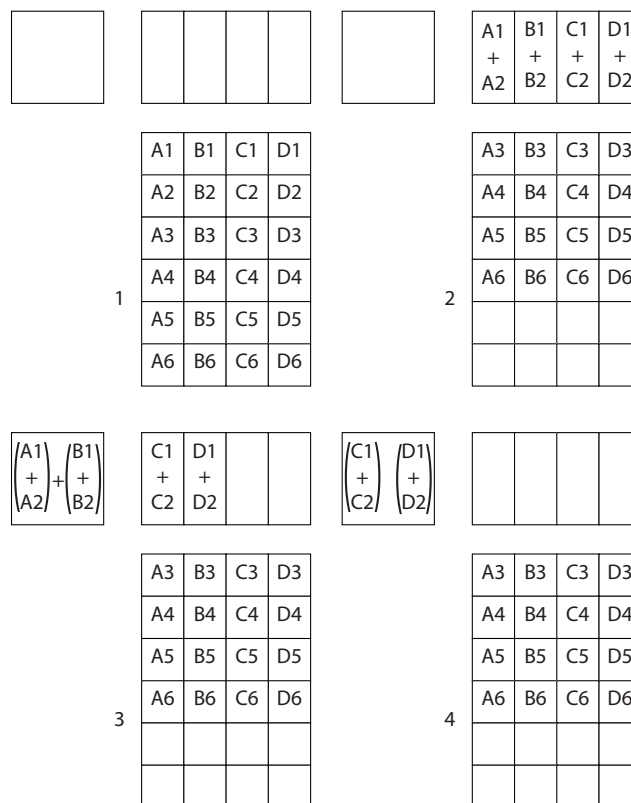 A1 B1 C1 D1
+ + + +
A2 B2 C2 D2
A1 B1 C1 D1
A2 B2 C2 D2
A3 B3 C3 D3
A4 B4 C4 D4
A5 B5 C5 D5
A6 B6 C6 D6
1
A3 B3 C3 D3
A4 B4 C4 D4
A5 B5 C5 D5
A6 B6 C6 D6
2
(A1 + A2) + (B1 + B2)
C1 D1
+ +
C2 D2
A3 B3 C3 D3
A4 B4 C4 D4
A5 B5 C5 D5
A6 B6 C6 D6
3
(C1 + C2) (D1 + D2)
A3 B3 C3 D3
A4 B4 C4 D4
A5 B5 C5 D5
A6 B6 C6 D6
4